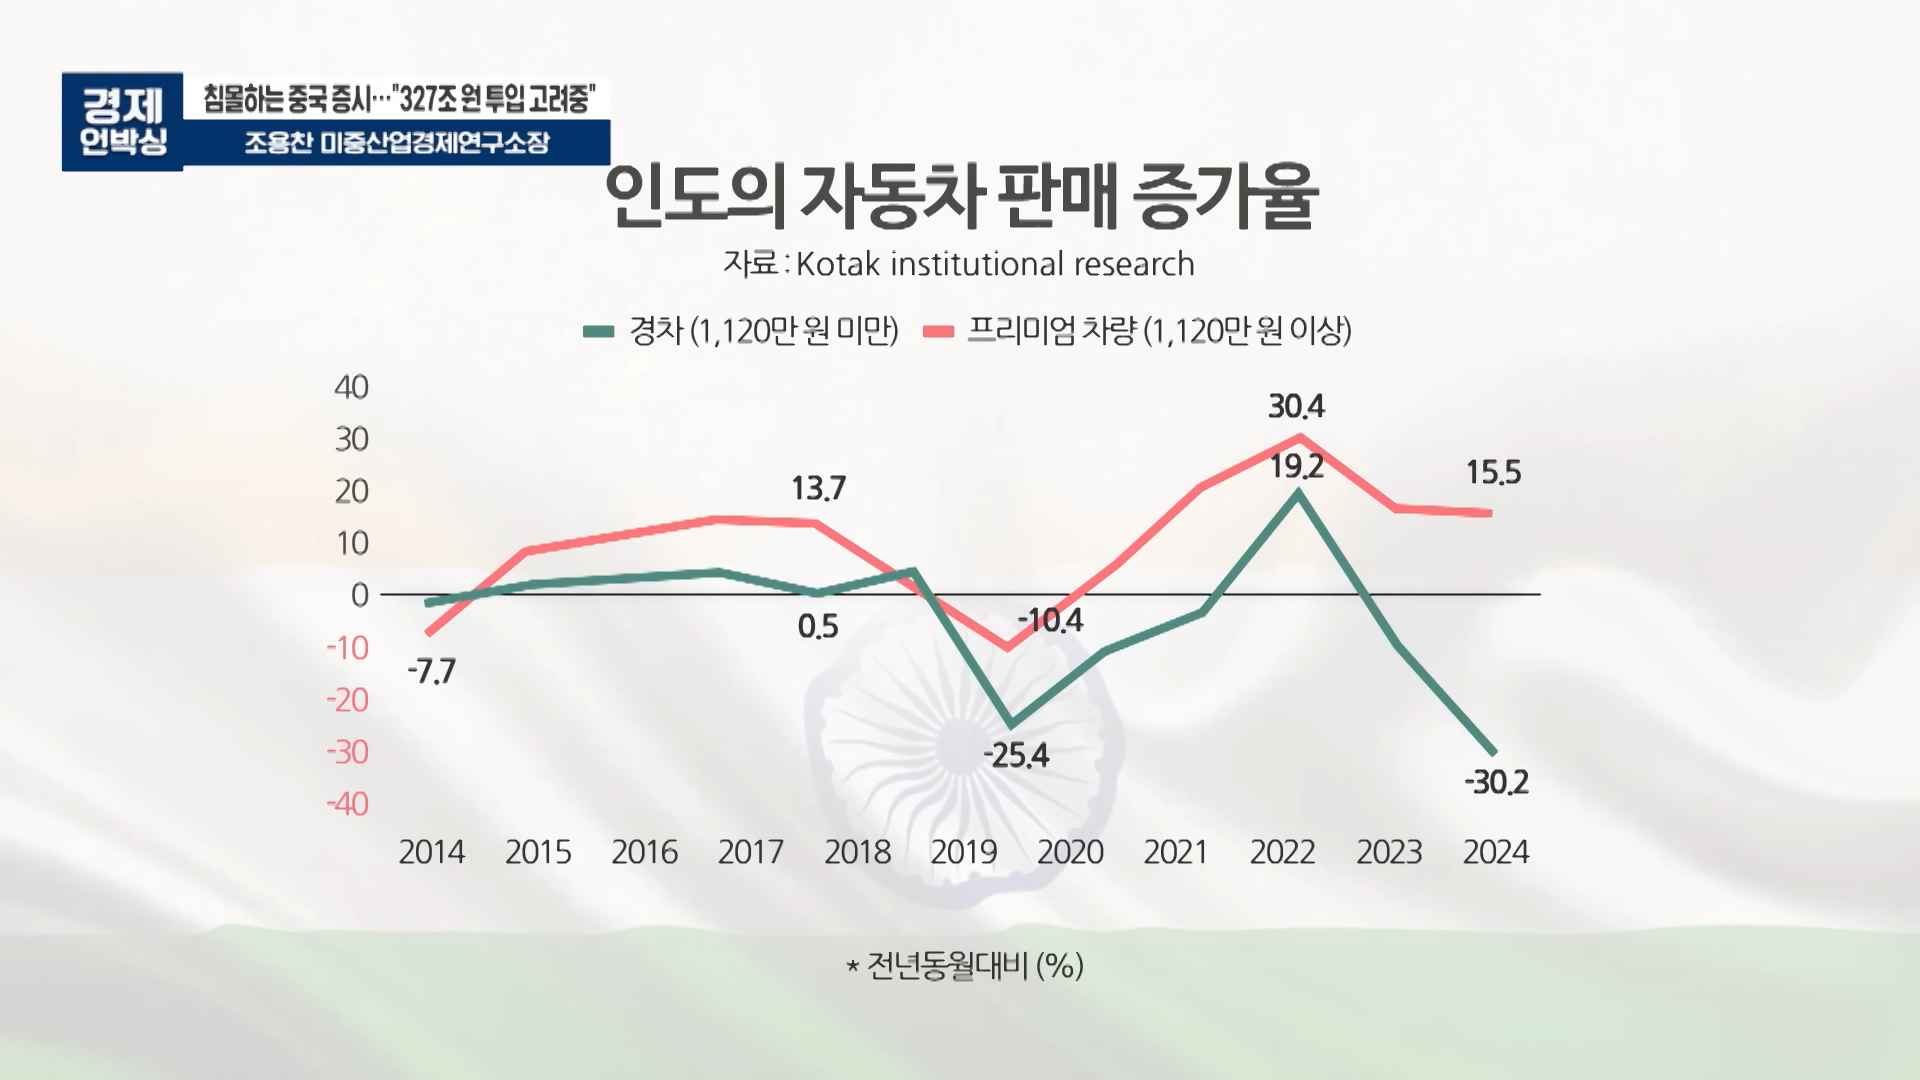 경제
언박싱
침몰하는 중국 증시…"327조 원 투입 고려중"
조용찬 미중산업경제연구소장
인도의 자동차 판매 증가율
자료 : Kotak institutional research
경차 (1,120만 원 미만) 프리미엄 차량 (1,120만 원 이상)
40
30
20
10
0
-10
-20
-30
-40
30.4
19.2
15.5
13.7
0.5
-10.4
-7.7
-25.4
-30.2
2014 2015 2016 2017 2018 2019 2020 2021 2022 2023 2024
* 전년동월대비 (%)